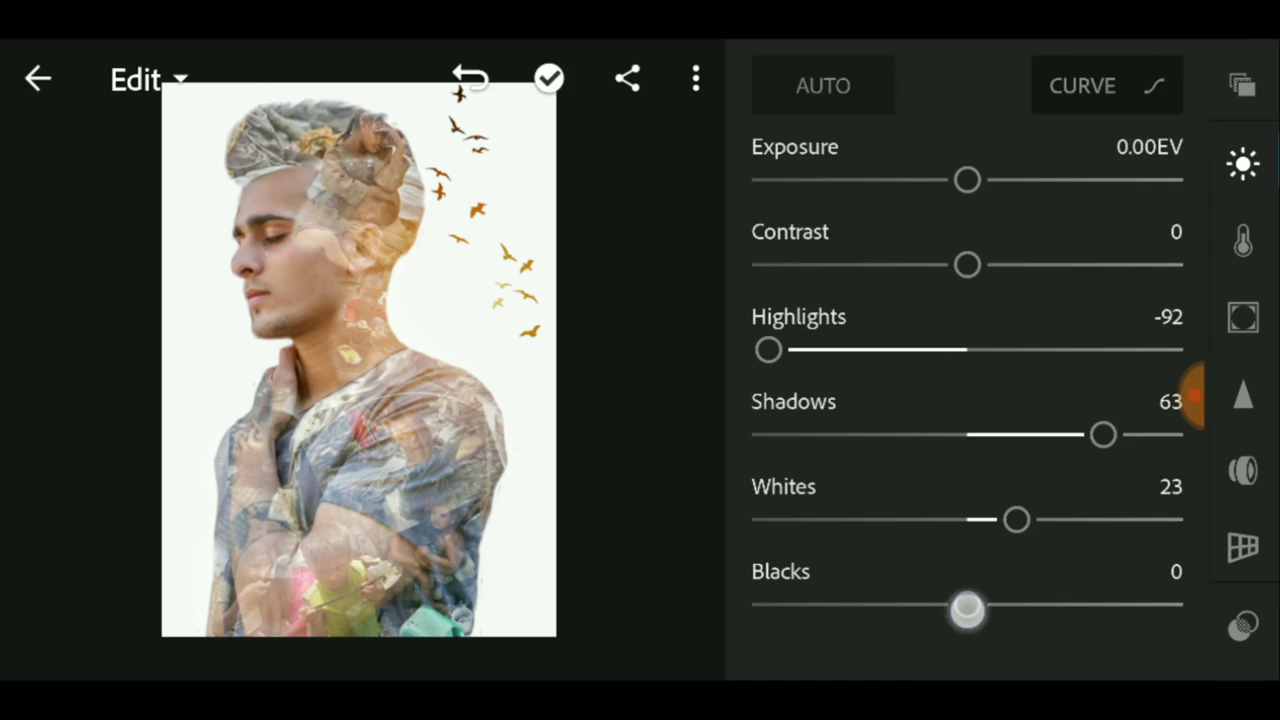 Edit
AUTO
CURVE
Exposure 0.00EV
Contrast 0
Highlights -92
Shadows 63
Whites 23
Blacks 0